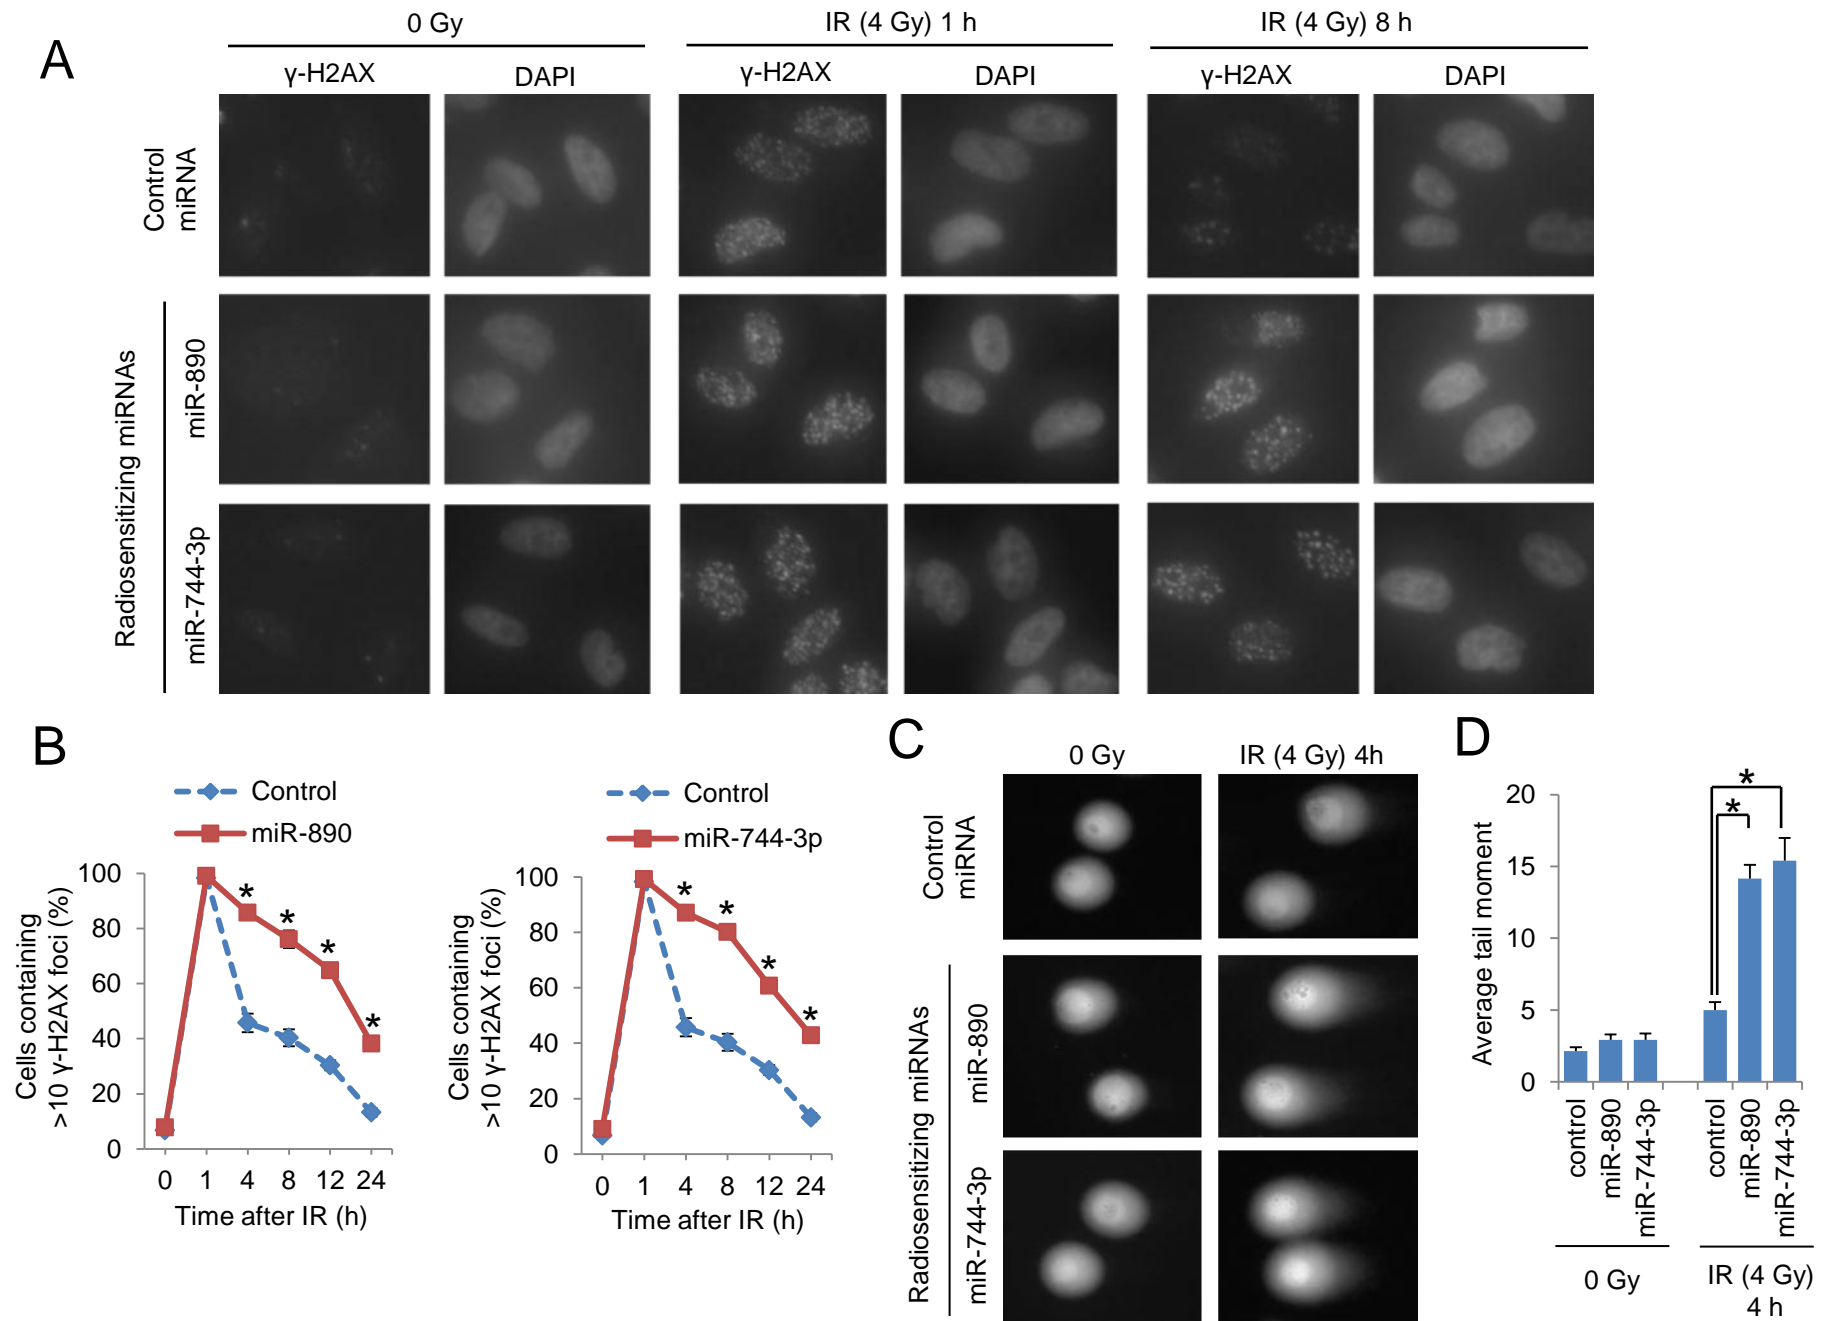 A
0 Gy
IR (4 Gy) 1 h
IR (4 Gy) 8 h
γ-H2AX
DAPI
γ-H2AX
DAPI
γ-H2AX
DAPI
Control
miRNA
Radiosensitizing miRNAs
miR-890
miR-744-3p
B
Control
miR-890
Cells containing
>10 γ-H2AX foci (%)
100
80
60
40
20
0
* * * *
0 1 4 8 12 24
Time after IR (h)
Control
miR-744-3p
Cells containing
>10 γ-H2AX foci (%)
100
80
60
40
20
0
* * * *
0 1 4 8 12 24
Time after IR (h)
C
0 Gy
IR (4 Gy) 4h
Control
miRNA
Radiosensitizing miRNAs
miR-890
miR-744-3p
D
Average tail moment
20
15
10
5
0
*
*
control
miR-890
miR-744-3p
control
miR-890
miR-744-3p
0 Gy
IR (4 Gy)
4 h